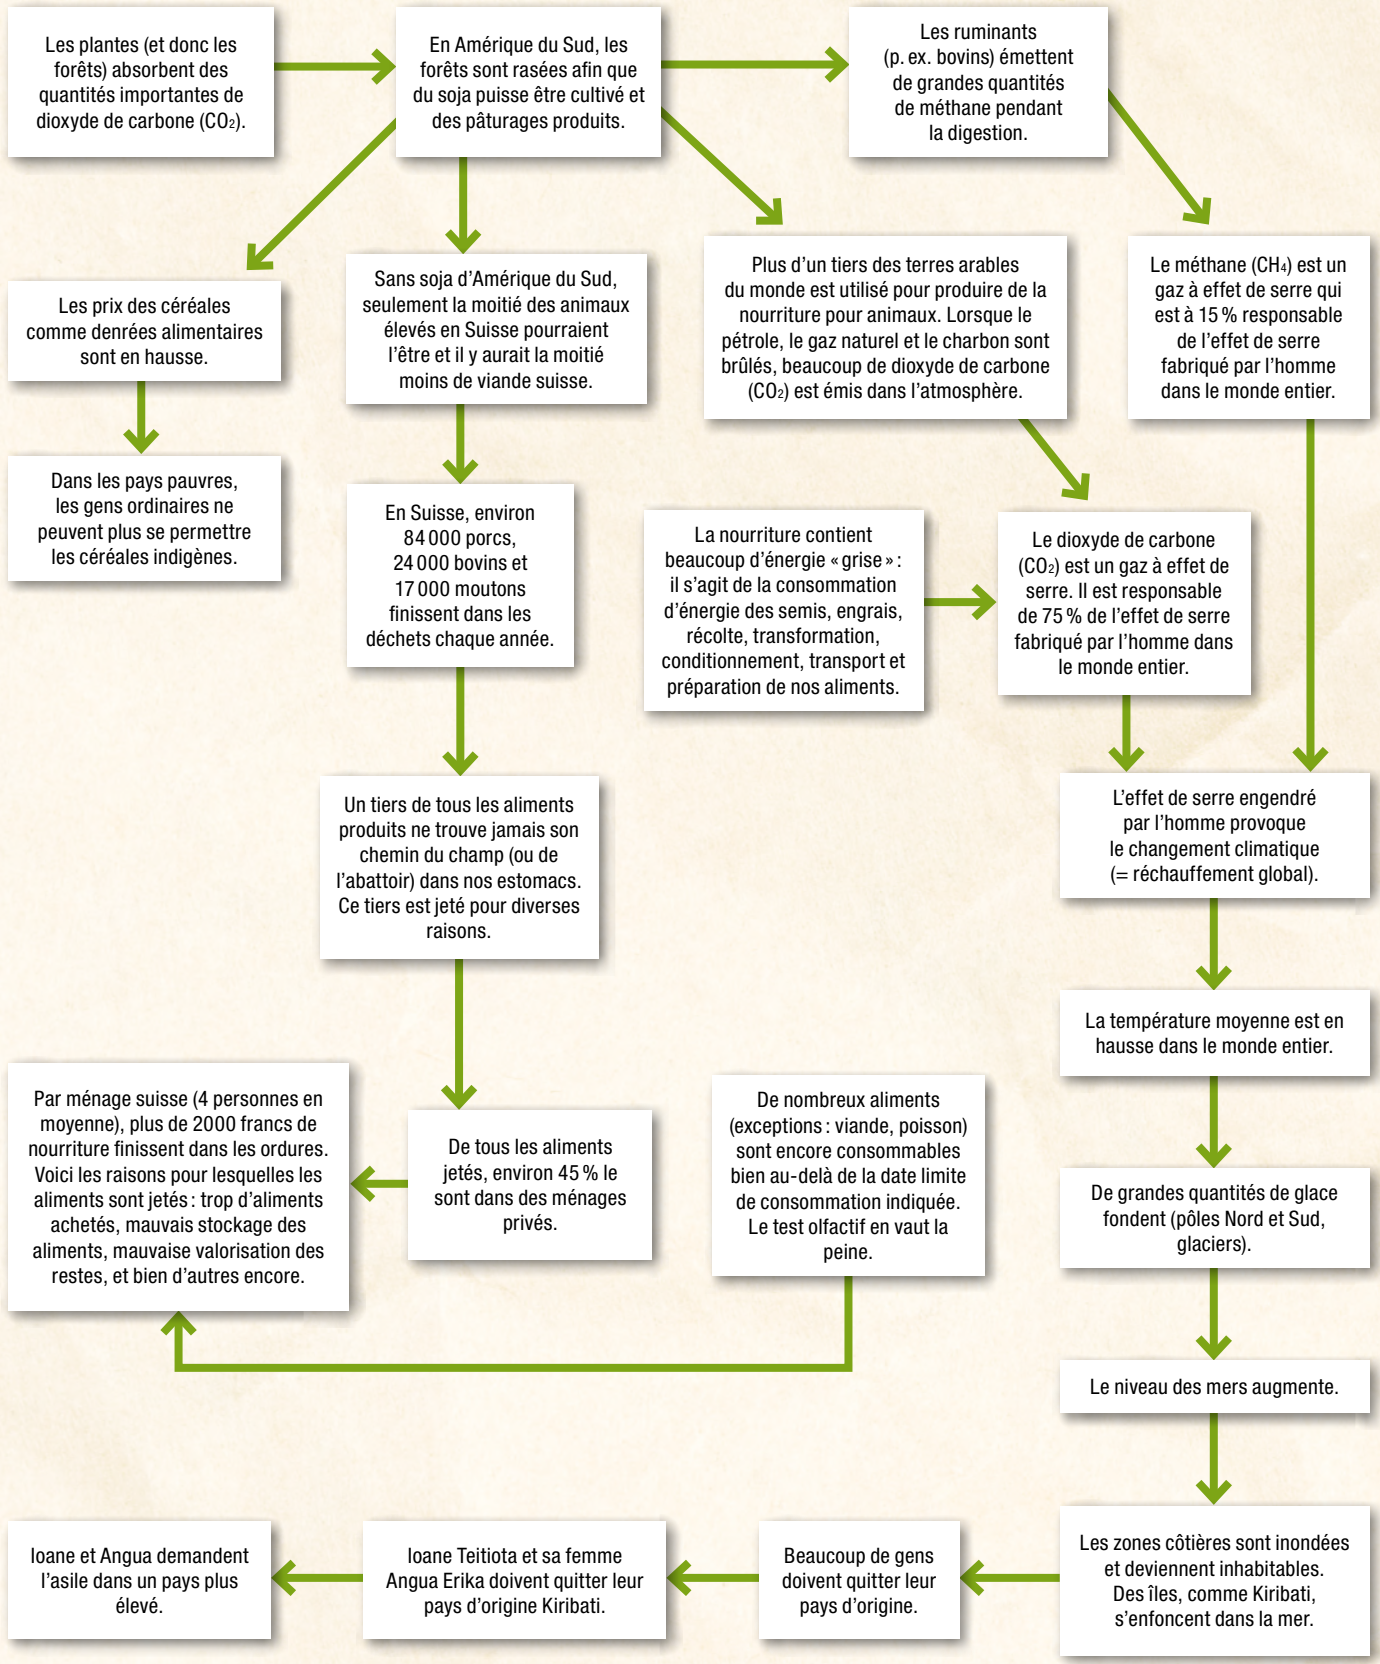 Les plantes (et donc les
forêts) absorbent des
quantités importantes de
dioxyde de carbone (CO₂).
En Amérique du Sud, les
forêts sont rasées afin que
du soja puisse être cultivé et
des pâturages produits.
Les ruminants
(p. ex. bovins) émettent
de grandes quantités
de méthane pendant
la digestion.
Les prix des céréales
comme denrées alimentaires
sont en hausse.
Sans soja d’Amérique du Sud,
seulement la moitié des animaux
élevés en Suisse pourraient
l’être et il y aurait la moitié
moins de viande suisse.
Plus d’un tiers des terres arables
du monde est utilisé pour produire de la
nourriture pour animaux. Lorsque le
pétrole, le gaz naturel et le charbon sont
brûlés, beaucoup de dioxyde de carbone
(CO₂) est émis dans l’atmosphère.
Le méthane (CH₄) est un
gaz à effet de serre qui
est à 15 % responsable
de l’effet de serre
fabriqué par l’homme
dans le monde entier.
Dans les pays pauvres,
les gens ordinaires ne
peuvent plus se permettre
les céréales indigènes.
En Suisse, environ
84 000 porcs,
24 000 bovins et
17 000 moutons
finissent dans les
déchets chaque année.
La nourriture contient
beaucoup d’énergie « grise » :
il s’agit de la consommation
d’énergie des semis, engrais,
récolte, transformation,
conditionnement, transport et
préparation de nos aliments.
Le dioxyde de carbone
(CO₂) est un gaz à effet de
serre. Il est responsable
de 75 % de l’effet de serre
fabriqué par l’homme dans
le monde entier.
Un tiers de tous les aliments
produits ne trouve jamais son
chemin du champ (ou de
l’abattoir) dans nos estomacs.
Ce tiers est jeté pour diverses
raisons.
L’effet de serre engendré
par l’homme provoque
le changement climatique
(= réchauffement global).
La température moyenne est en
hausse dans le monde entier.
Par ménage suisse (4 personnes en
moyenne), plus de 2000 francs de
nourriture finissent dans les ordures.
Voici les raisons pour lesquelles les
aliments sont jetés : trop d’aliments
achetés, mauvais stockage des
aliments, mauvaise valorisation des
restes, et bien d’autres encore.
De tous les aliments
jetés, environ 45 % le
sont dans des ménages
privés.
De nombreux aliments
(exceptions : viande, poisson)
sont encore consommables
bien au-delà de la date limite
de consommation indiquée.
Le test olfactif en vaut la
peine.
De grandes quantités de glace
fondent (pôles Nord et Sud,
glaciers).
Le niveau des mers augmente.
Ioane et Angua demandent
l’asile dans un pays plus
élevé.
Ioane Teitiota et sa femme
Angua Erika doivent quitter leur
pays d’origine Kiribati.
Beaucoup de gens
doivent quitter leur
pays d’origine.
Les zones côtières sont inondées
et deviennent inhabitables.
Des îles, comme Kiribati,
s’enfoncent dans la mer.